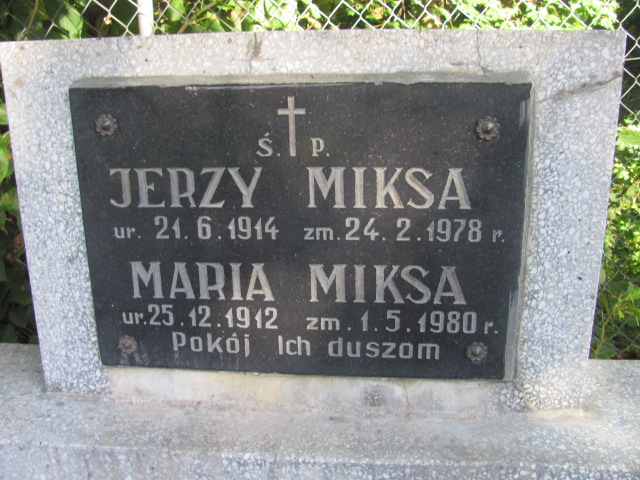 Ś. P.
JERZY MIKSA
ur. 21. 6. 1914 zm. 24. 2. 1978 r.
MARIA MIKSA
ur. 25. 12. 1912 zm. 1. 5. 1980 r.
Pokój Ich duszom